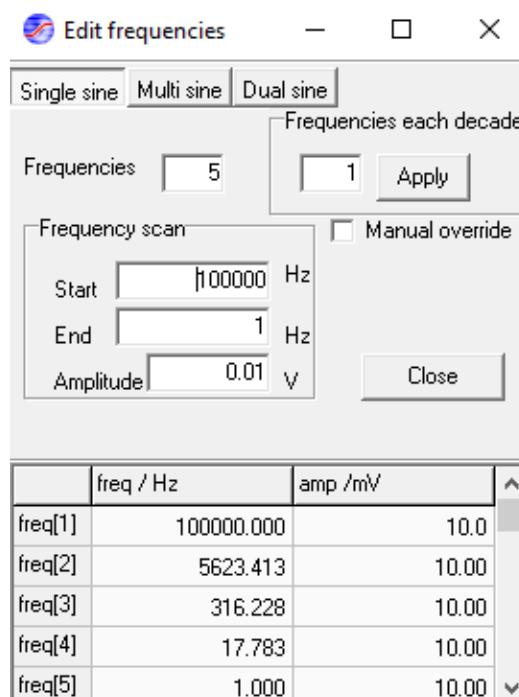 Edit frequencies
Single sine Multi sine Dual sine
Frequencies each decade
Frequencies 5 1 Apply
Frequency scan Manual override
Start 100000 Hz
End 1 Hz
Amplitude 0.01 V Close
freq / Hz amp /mV
freq[1] 100000.000 10.0
freq[2] 5623.413 10.00
freq[3] 316.228 10.00
freq[4] 17.783 10.00
freq[5] 1.000 10.00